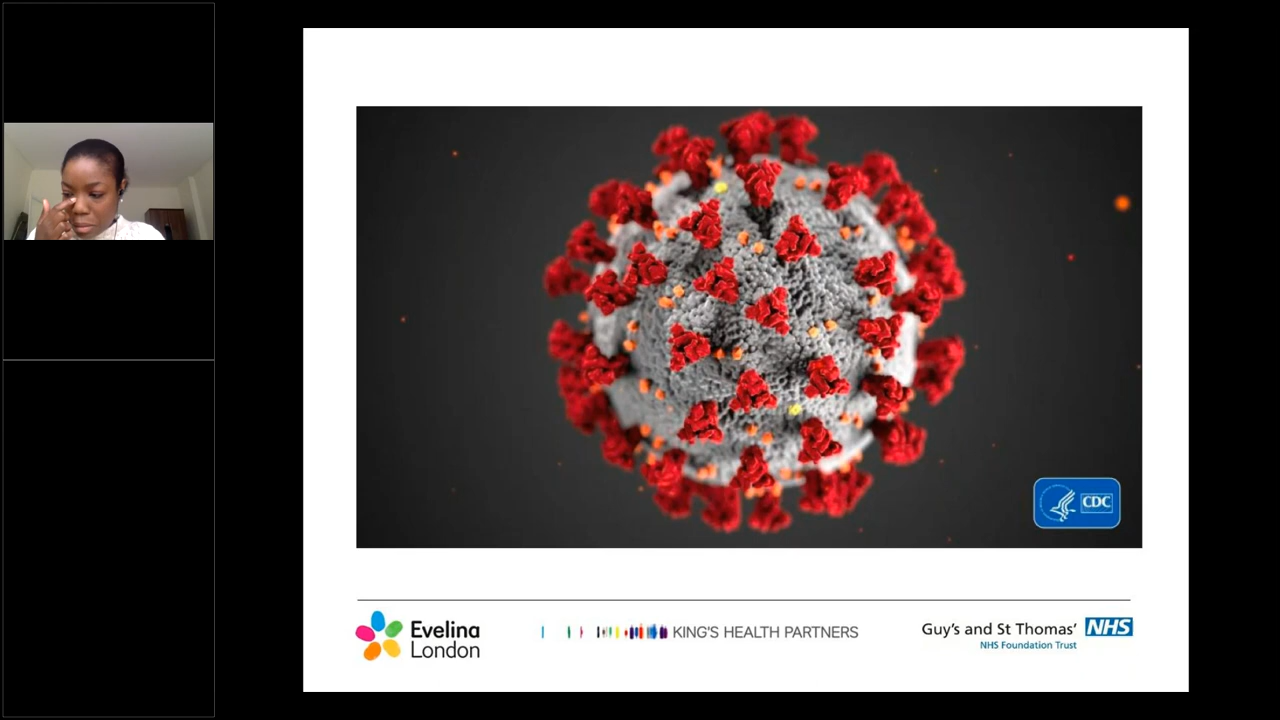 CDC
Evelina
London
KING'S HEALTH PARTNERS
Guy's and St Thomas' NHS
NHS Foundation Trust